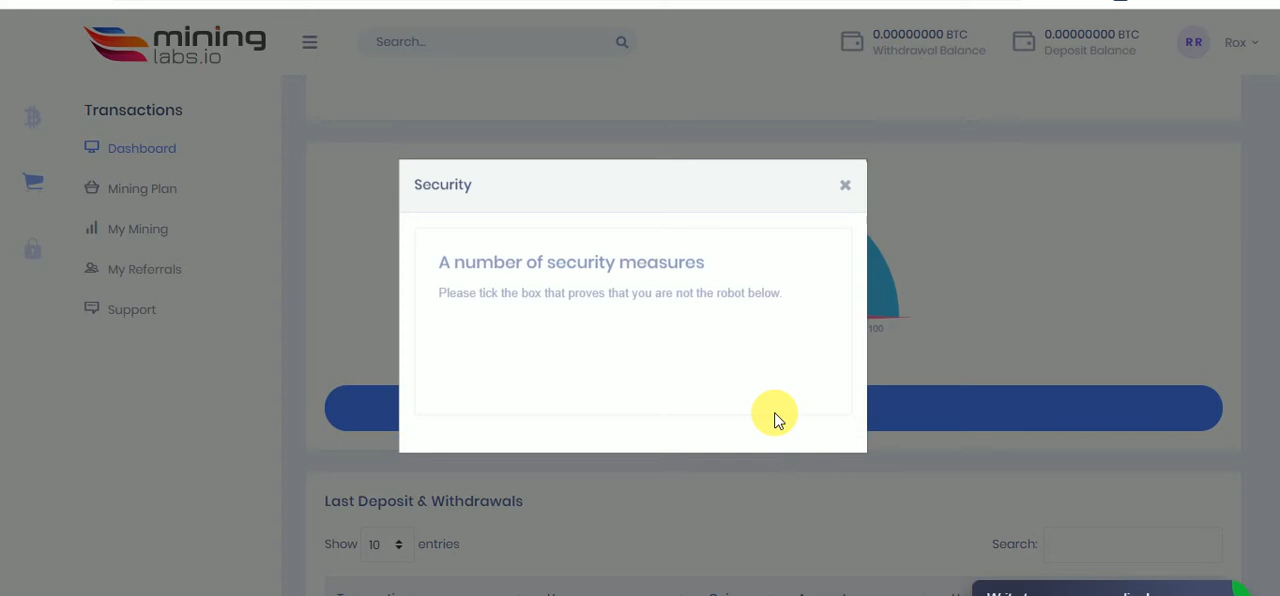 mining
labs.io
Search...
0.00000000 BTC
Withdrawal Balance
0.00000000 BTC
Deposit Balance
RR
Rox
Transactions
Dashboard
Mining Plan
My Mining
My Referrals
Support
Security
A number of security measures
Please tick the box that proves that you are not the robot below.
100
Last Deposit & Withdrawals
Show 10 entries
Search: